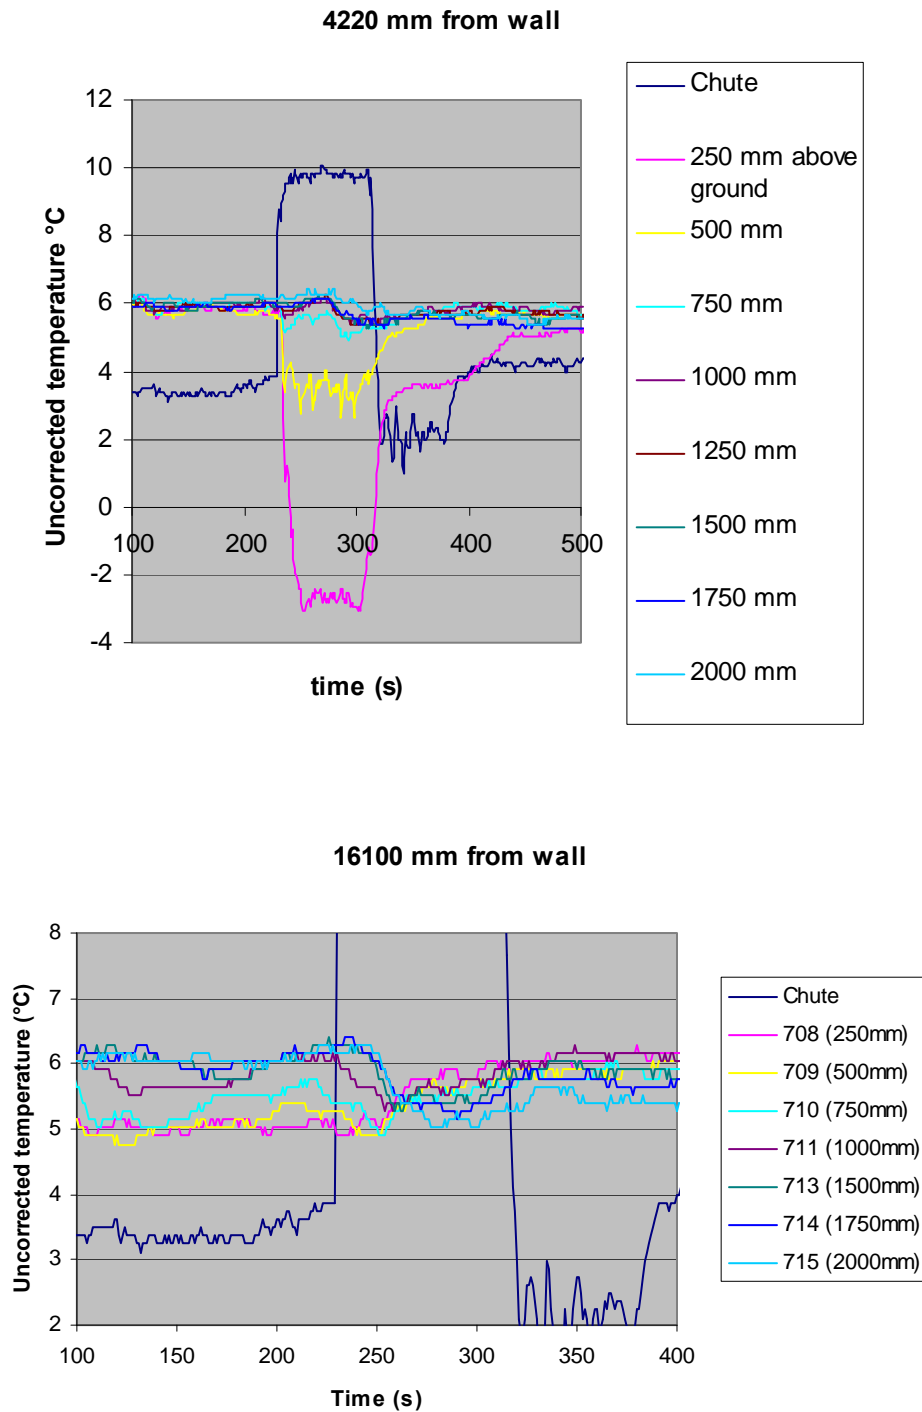 4220 mm from wall
12
10
8
6
4
2
0
-2
-4
100
200
300
400
500
Uncorrected temperature °C
time (s)
Chute
250 mm above
ground
500 mm
750 mm
1000 mm
1250 mm
1500 mm
1750 mm
2000 mm
16100 mm from wall
8
7
6
5
4
3
2
100
150
200
250
300
350
400
Uncorrected temperature (°C)
Time (s)
Chute
708 (250mm)
709 (500mm)
710 (750mm)
711 (1000mm)
713 (1500mm)
714 (1750mm)
715 (2000mm)